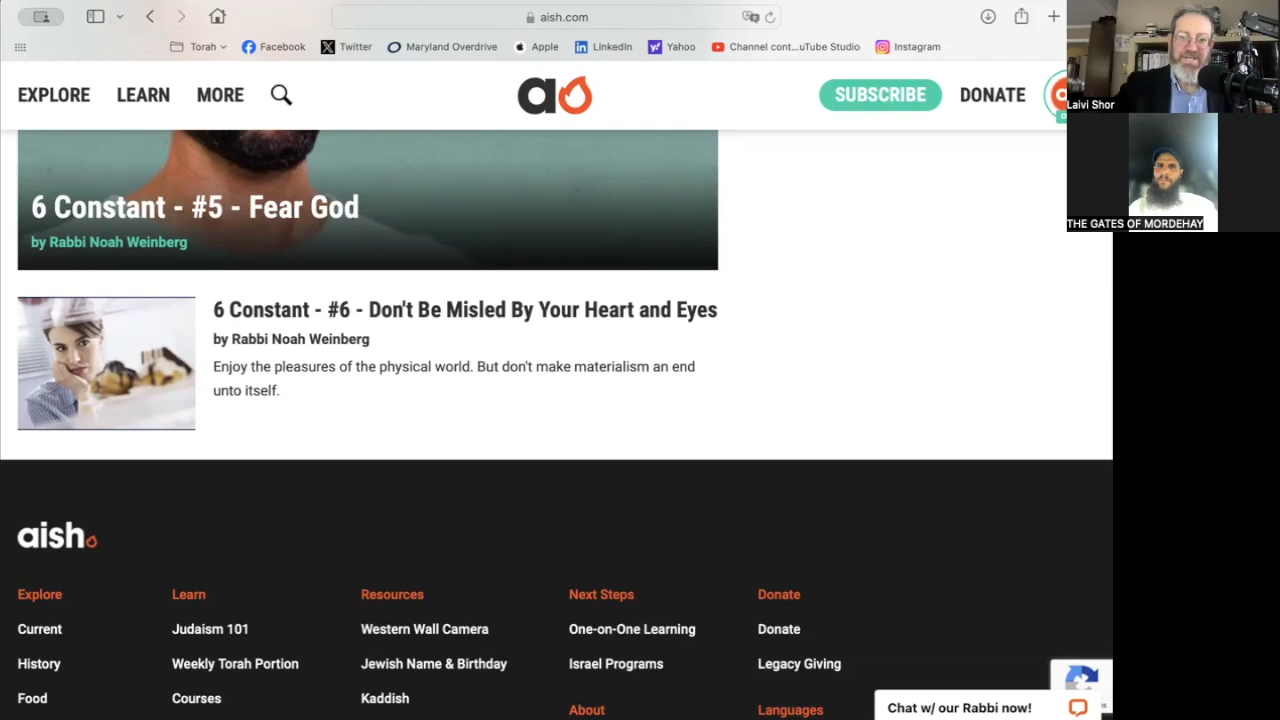 aish.com
Torah
Facebook
Twitter
Maryland Overdrive
Apple
LinkedIn
Yahoo
Channel cont...uTube Studio
Instagram
EXPLORE
LEARN
MORE
SUBSCRIBE
DONATE
Laivi Shor
THE GATES OF MORDEHAY
6 Constant - #5 - Fear God
by Rabbi Noah Weinberg
6 Constant - #6 - Don't Be Misled By Your Heart and Eyes
by Rabbi Noah Weinberg
Enjoy the pleasures of the physical world. But don't make materialism an end
unto itself.
aish
Explore
Learn
Resources
Next Steps
Donate
Current
Judaism 101
Western Wall Camera
One-on-One Learning
Donate
History
Weekly Torah Portion
Jewish Name & Birthday
Israel Programs
Legacy Giving
Food
Courses
Kaddish
About
Languages
Chat w/ our Rabbi now!